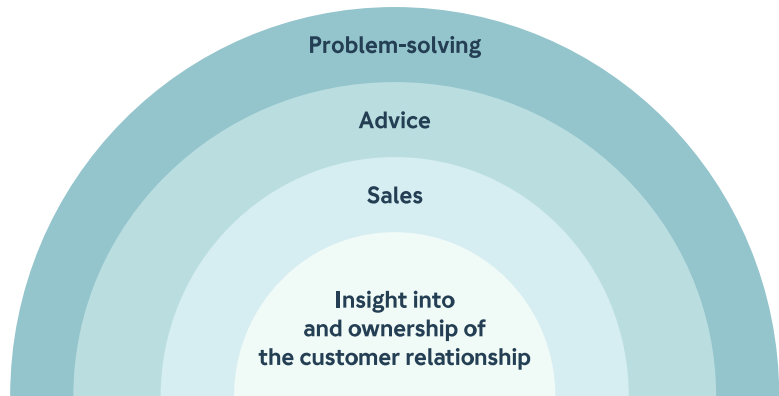 Problem-solving
Advice
Sales
Insight into
and ownership of
the customer relationship